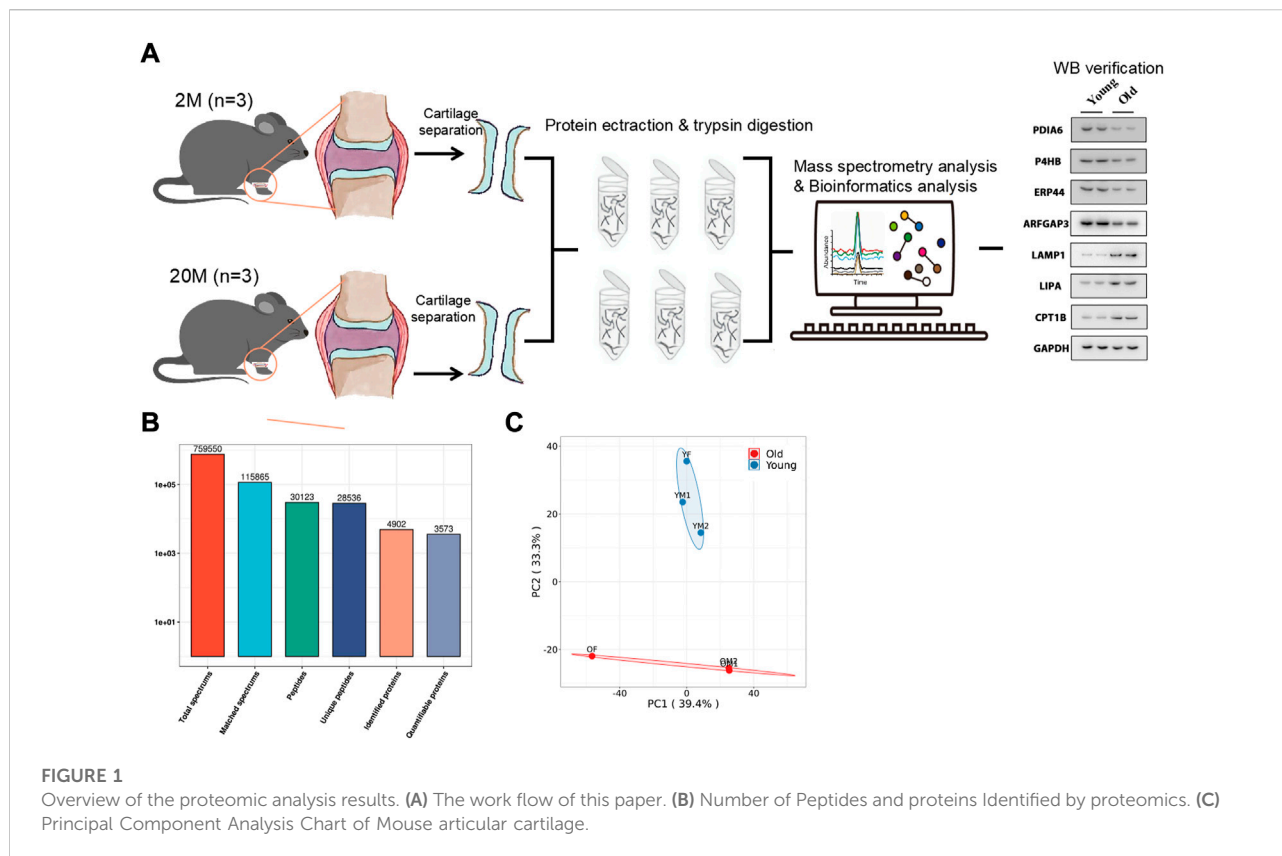 A
2M (n=3)
Cartilage
separation
Protein ectraction & trypsin digestion
Mass spectrometry analysis
& Bioinformatics analysis
Abundance
Time
20M (n=3)
Cartilage
separation
WB verification
Young Old
PDIA6
P4HB
ERP44
ARFGAP3
LAMP1
LIPA
CPT1B
GAPDH
B
759550
115865
30123
28536
4902
3573
1e+05
1e+03
1e+01
Total spectrums
Matched spectrums
Peptides
Unique peptides
Identified proteins
Quantifiable proteins
C
Old
Young
YF
YM1
YM2
OF
OM2
OM1
40
20
0
-20
PC2 ( 33.3%)
-40
0
40
PC1 ( 39.4%)
FIGURE 1
Overview of the proteomic analysis results. (A) The work flow of this paper. (B) Number of Peptides and proteins Identified by proteomics. (C)
Principal Component Analysis Chart of Mouse articular cartilage.